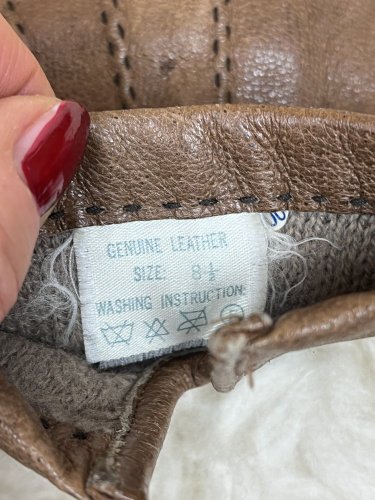 GENUINE LEATHER
SIZE: 8½
WASHING INSTRUCTION: